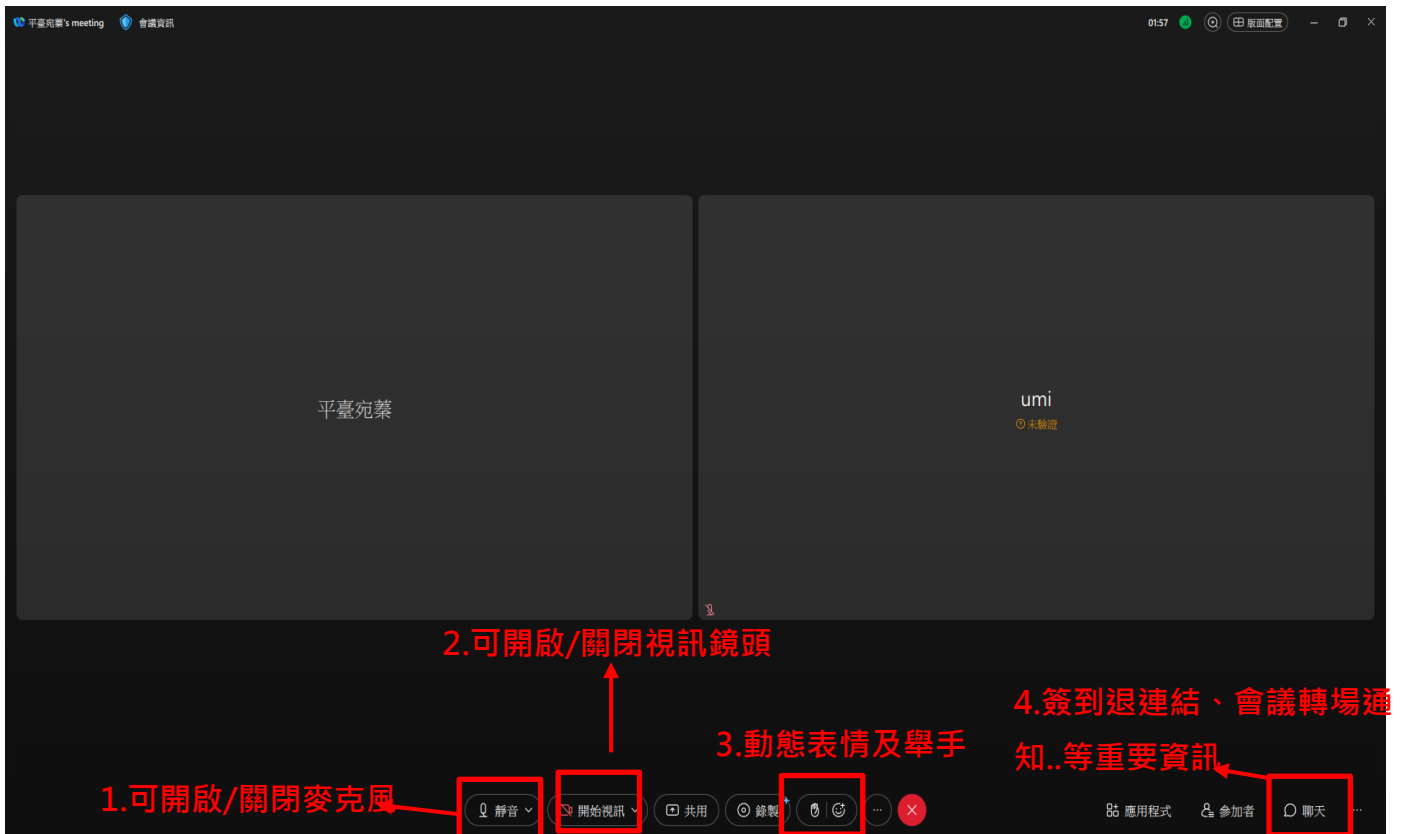 平臺宛蓁's meeting 會議資訊 01:57 版面配置
平臺宛蓁
umi
未驗證
2.可開啟/關閉視訊鏡頭
4.簽到退連結、會議轉場通
知..等重要資訊
3.動態表情及舉手
1.可開啟/關閉麥克風
靜音 開始視訊 共用 錄製 應用程式 參加者 聊天